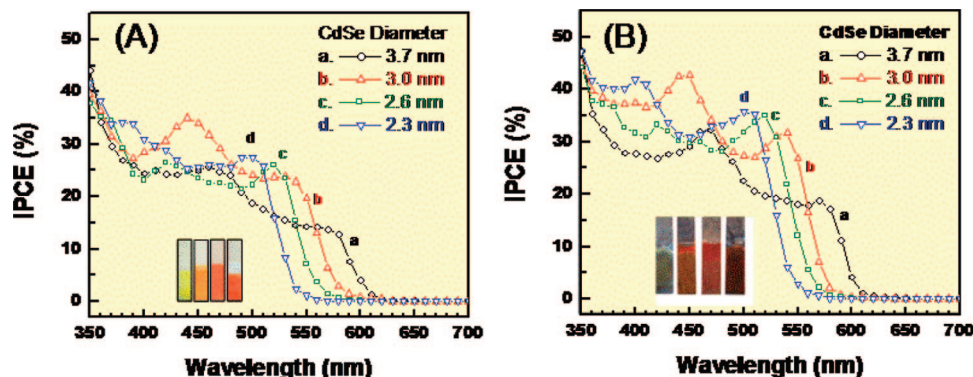 (A)
CdSe Diameter
a. 3.7 nm
b. 3.0 nm
c. 2.6 nm
d. 2.3 nm
IPCE (%)
50
40
30
20
10
0
d
c
b
a
350 400 450 500 550 600 650 700
Wavelength (nm)
(B)
CdSe Diameter
a. 3.7 nm
b. 3.0 nm
c. 2.6 nm
d. 2.3 nm
IPCE (%)
50
40
30
20
10
0
d
c
b
a
350 400 450 500 550 600 650 700
Wavelength (nm)